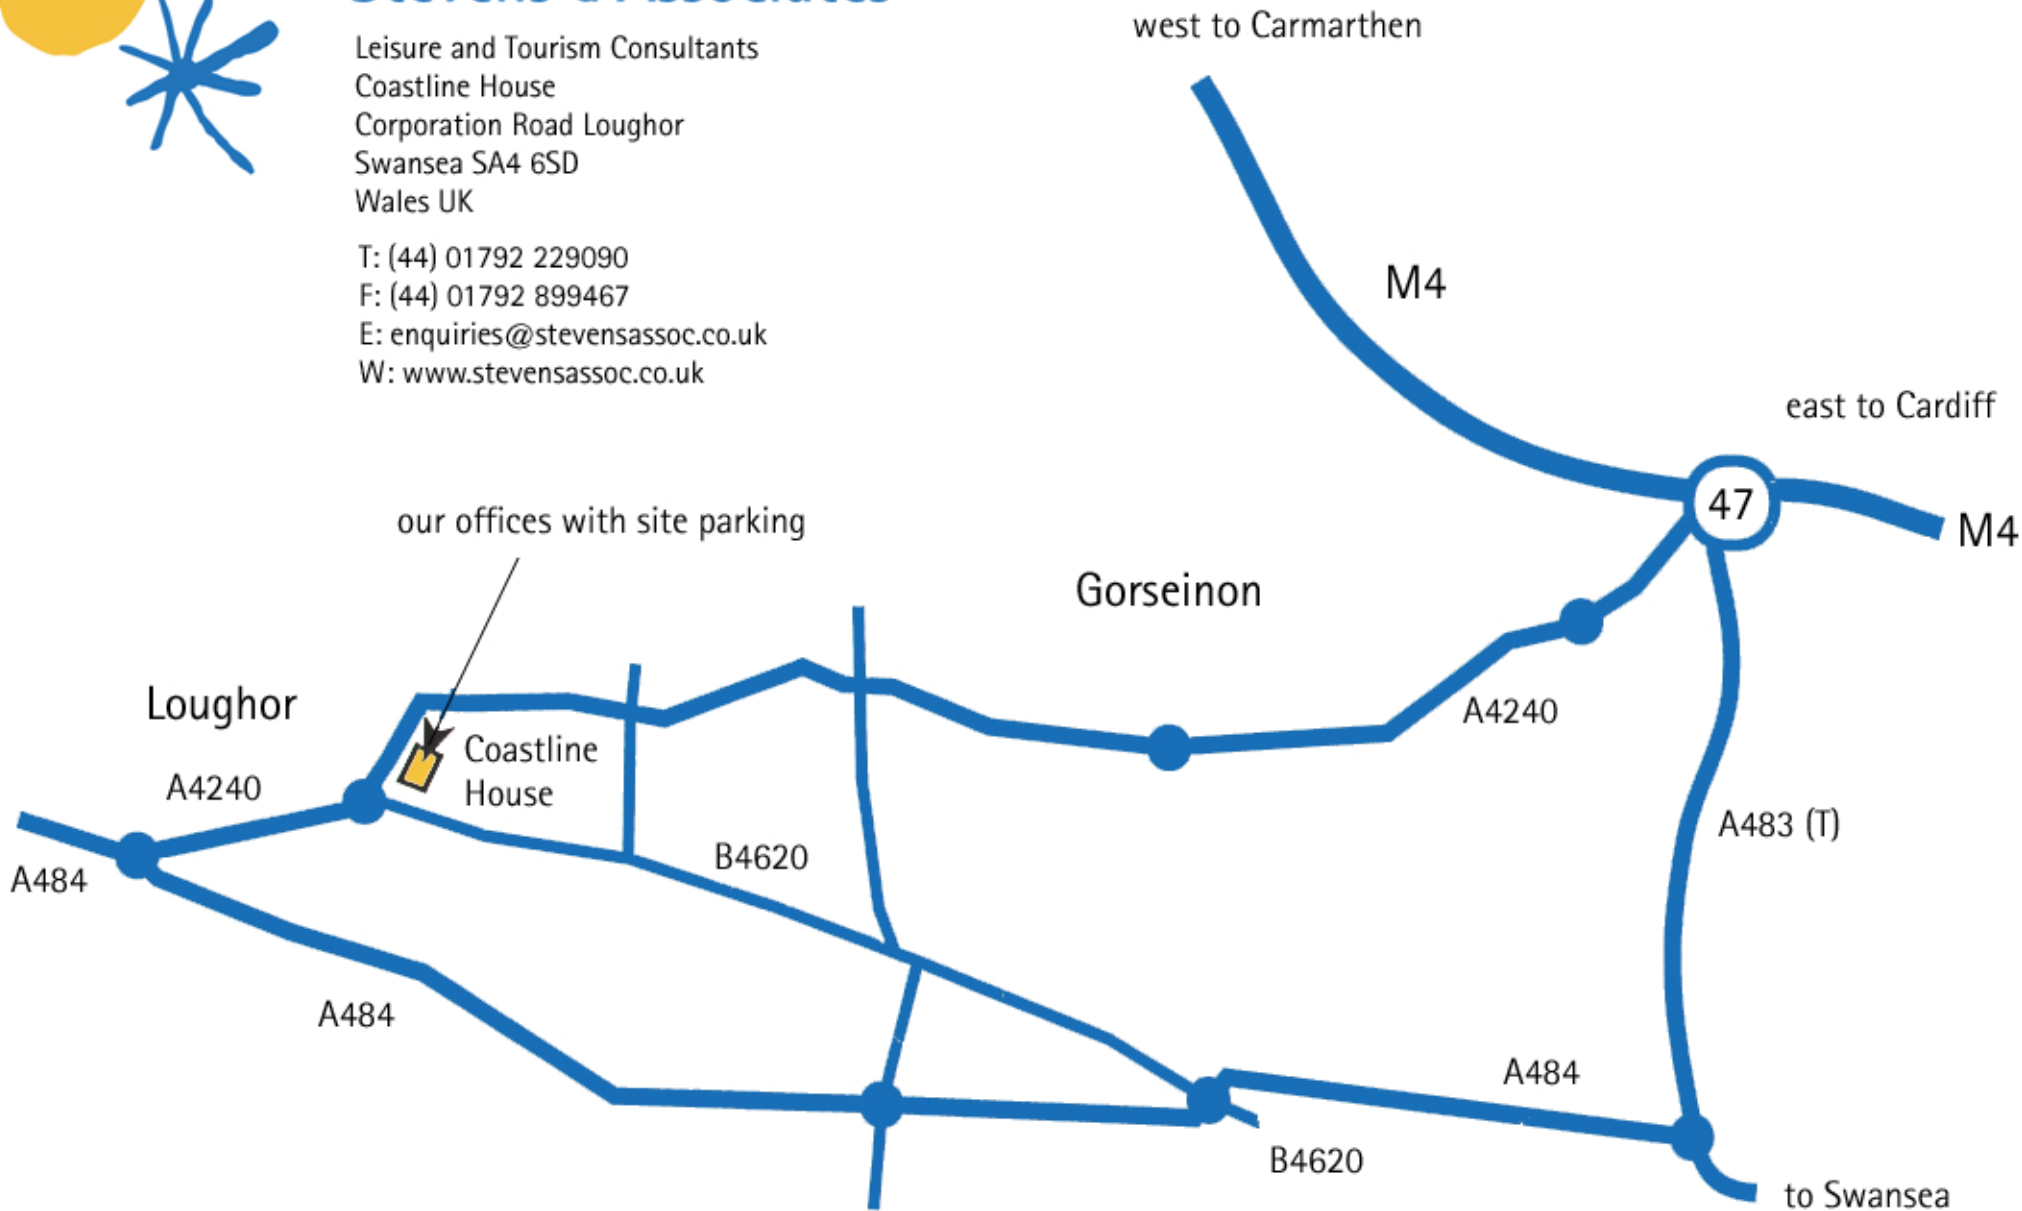 Stevens & Associates
Leisure and Tourism Consultants
Coastline House
Corporation Road Loughor
Swansea SA4 6SD
Wales UK
T: (44) 01792 229090
F: (44) 01792 899467
E: enquiries@stevensassoc.co.uk
W: www.stevensassoc.co.uk
west to Carmarthen
M4
east to Cardiff
47
M4
our offices with site parking
Gorseinon
Loughor
A4240
Coastline
House
A4240
A484
B4620
A483 (T)
A484
A484
B4620
to Swansea